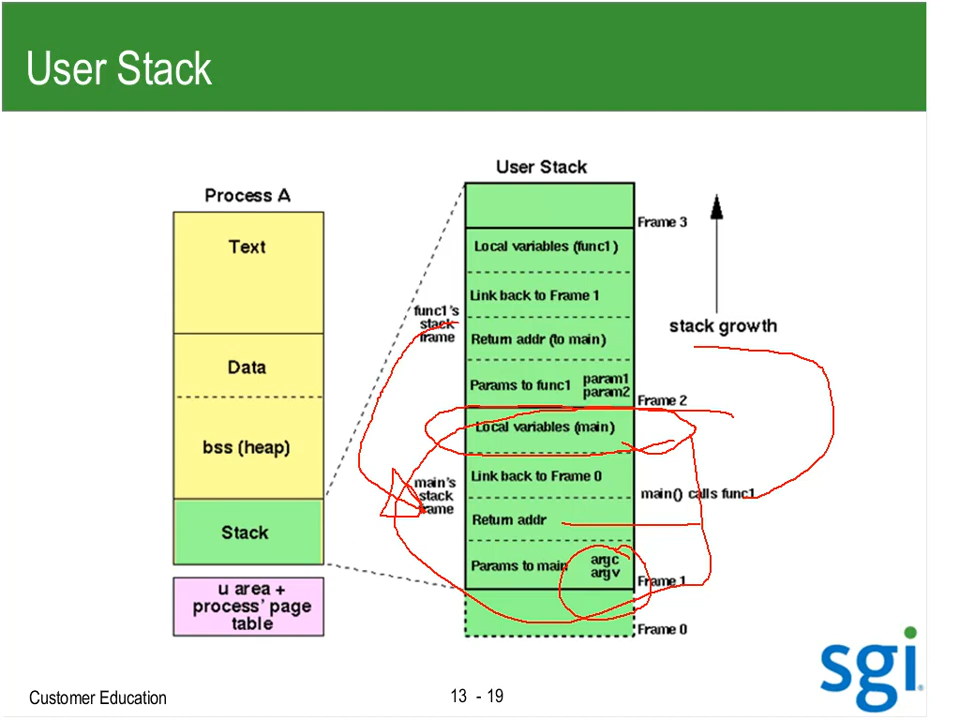 User Stack
User Stack
Process A
Text
Data
bss (heap)
Stack
u area +
process' page
table
Frame 3
Local variables (func1)
Link back to Frame 1
func1's
stack
frame
Return addr (to main)
Params to func1 param1
param2
Frame 2
Local variables (main)
Link back to Frame 0
main's
stack
frame
Return addr
Params to main argc
argv
Frame 1
Frame 0
stack growth
main() calls func1
sgi
Customer Education
13 - 19